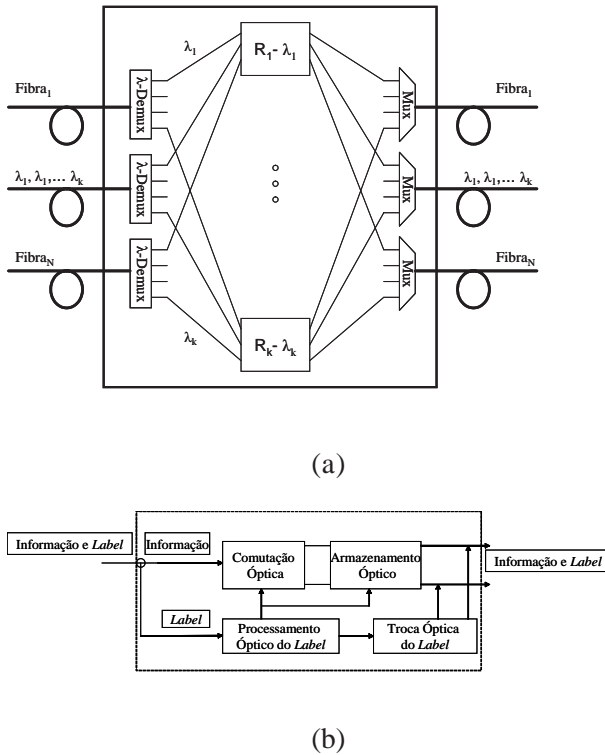 λ1
R1- λ1
Fibra1
λ-Demux
Mux
Fibra1
λ1, λ1,... λk
λ-Demux
Mux
λ1, λ1,... λk
FibraN
λ-Demux
Mux
FibraN
λk
Rk- λk
(a)
Informação e Label
Informação
Comutação
Óptica
Armazenamento
Óptico
Informação e Label
Label
Processamento
Óptico do Label
Troca Óptica
do Label
(b)